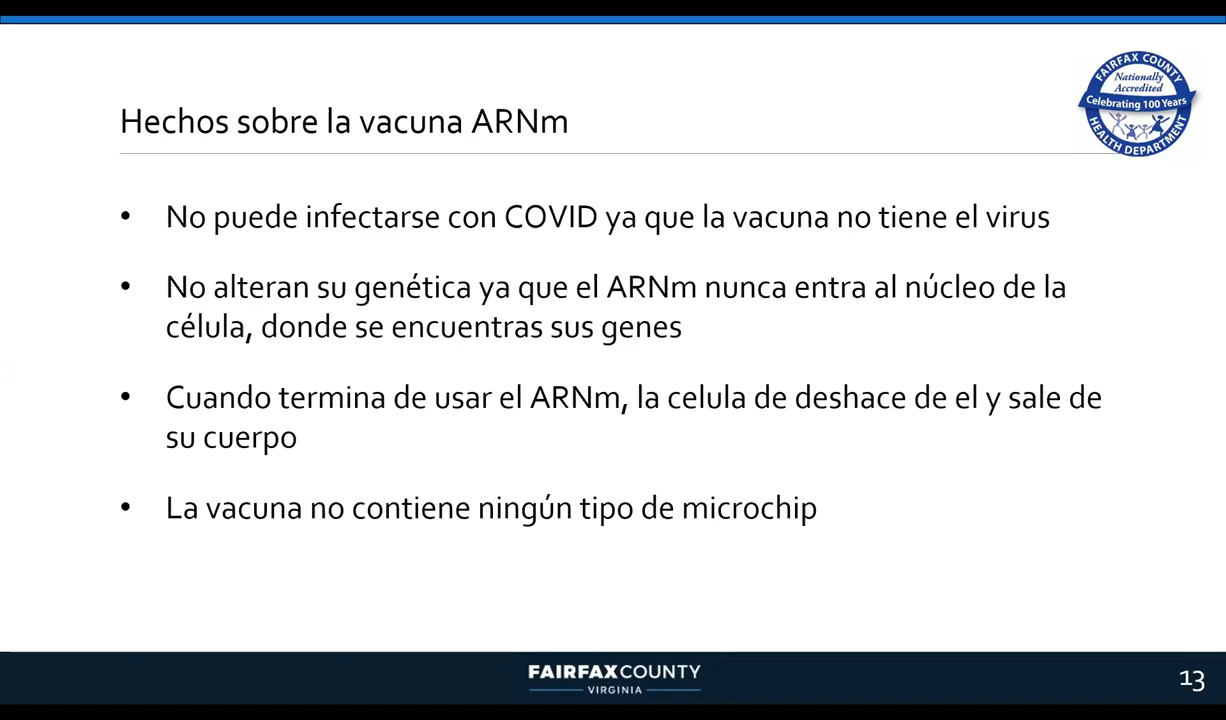 Hechos sobre la vacuna ARNm
FAIRFAX COUNTY
Nationally
Accredited
Celebrating 100 Years
HEALTH DEPARTMENT
• No puede infectarse con COVID ya que la vacuna no tiene el virus
• No alteran su genética ya que el ARNm nunca entra al núcleo de la
célula, donde se encuentras sus genes
• Cuando termina de usar el ARNm, la celula de deshace de el y sale de
su cuerpo
• La vacuna no contiene ningún tipo de microchip
FAIRFAX COUNTY
VIRGINIA
13